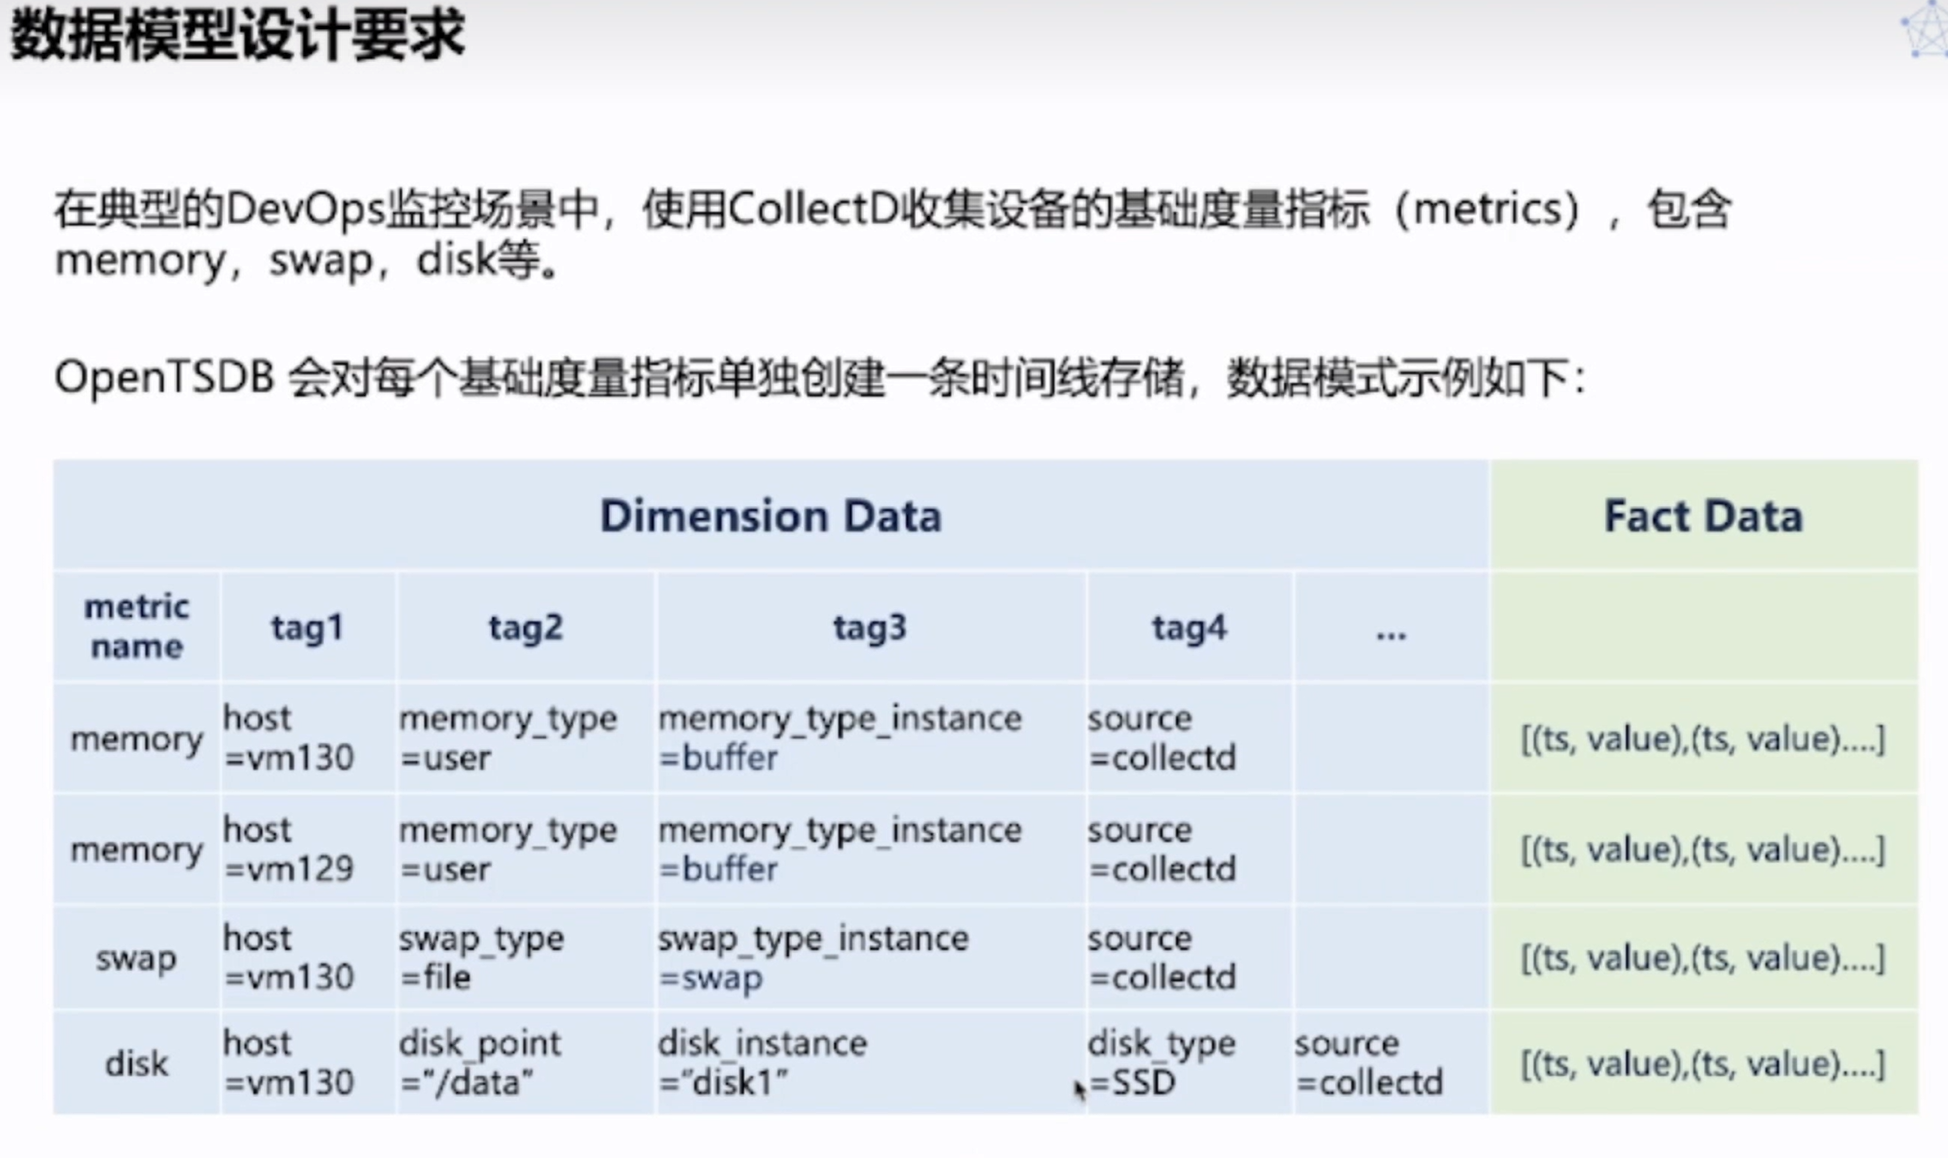 数据模型设计要求
在典型的DevOps监控场景中，使用CollectD收集设备的基础度量指标（metrics），包含
memory，swap，disk等。
OpenTSDB 会对每个基础度量指标单独创建一条时间线存储，数据模式示例如下：
Dimension Data
Fact Data
metric
name
tag1
tag2
tag3
tag4
...
memory
host
=vm130
memory_type
=user
memory_type_instance
=buffer
source
=collectd
[(ts, value),(ts, value)....]
memory
host
=vm129
memory_type
=user
memory_type_instance
=buffer
source
=collectd
[(ts, value),(ts, value)....]
swap
host
=vm130
swap_type
=file
swap_type_instance
=swap
source
=collectd
[(ts, value),(ts, value)....]
disk
host
=vm130
disk_point
="/data"
disk_instance
="disk1"
disk_type
=SSD
source
=collectd
[(ts, value),(ts, value)....]